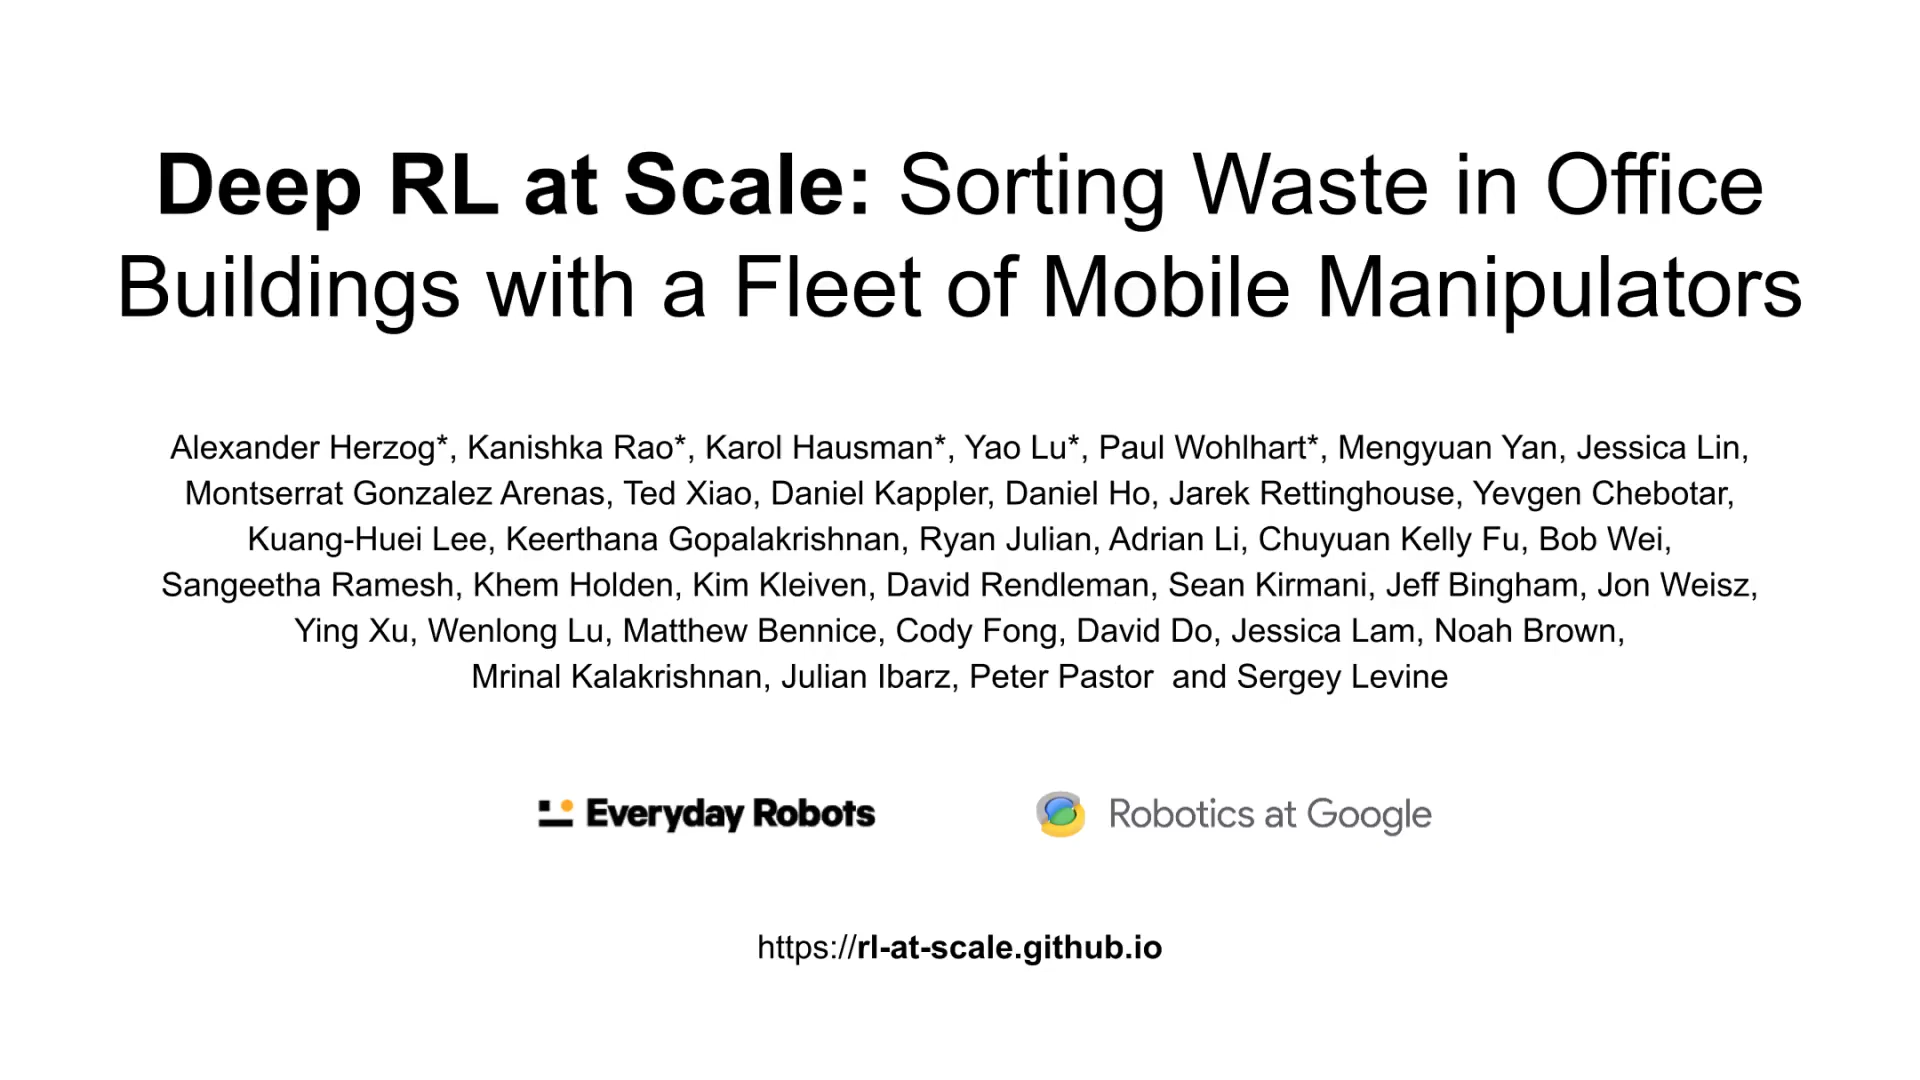 Deep RL at Scale: Sorting Waste in Office
Buildings with a Fleet of Mobile Manipulators
Alexander Herzog*, Kanishka Rao*, Karol Hausman*, Yao Lu*, Paul Wohlhart*, Mengyuan Yan, Jessica Lin,
Montserrat Gonzalez Arenas, Ted Xiao, Daniel Kappler, Daniel Ho, Jarek Rettinghouse, Yevgen Chebotar,
Kuang-Huei Lee, Keerthana Gopalakrishnan, Ryan Julian, Adrian Li, Chuyuan Kelly Fu, Bob Wei,
Sangeetha Ramesh, Khem Holden, Kim Kleiven, David Rendleman, Sean Kirmani, Jeff Bingham, Jon Weisz,
Ying Xu, Wenlong Lu, Matthew Bennice, Cody Fong, David Do, Jessica Lam, Noah Brown,
Mrinal Kalakrishnan, Julian Ibarz, Peter Pastor and Sergey Levine
Everyday Robots
Robotics at Google
https://rl-at-scale.github.io